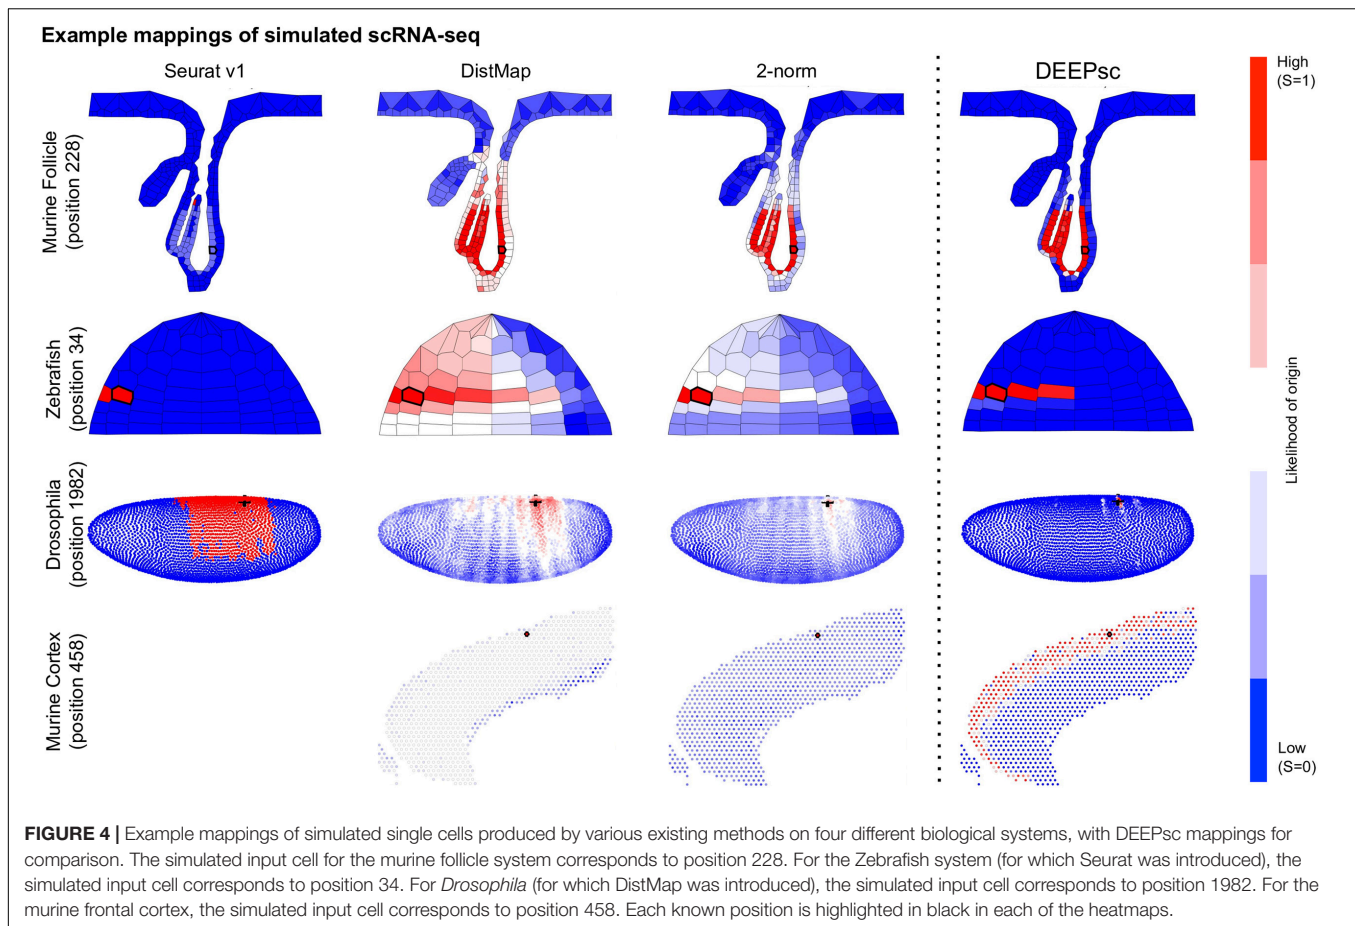 Example mappings of simulated scRNA-seq
Seurat v1
DistMap
2-norm
DEEPsc
High
(S=1)
Murine Follicle
(position 228)
Zebrafish
(position 34)
Drosophila
(position 1982)
Murine Cortex
(position 458)
Likelihood of origin
Low
(S=0)
FIGURE 4 | Example mappings of simulated single cells produced by various existing methods on four different biological systems, with DEEPsc mappings for
comparison. The simulated input cell for the murine follicle system corresponds to position 228. For the Zebrafish system (for which Seurat was introduced), the
simulated input cell corresponds to position 34. For Drosophila (for which DistMap was introduced), the simulated input cell corresponds to position 1982. For the
murine frontal cortex, the simulated input cell corresponds to position 458. Each known position is highlighted in black in each of the heatmaps.